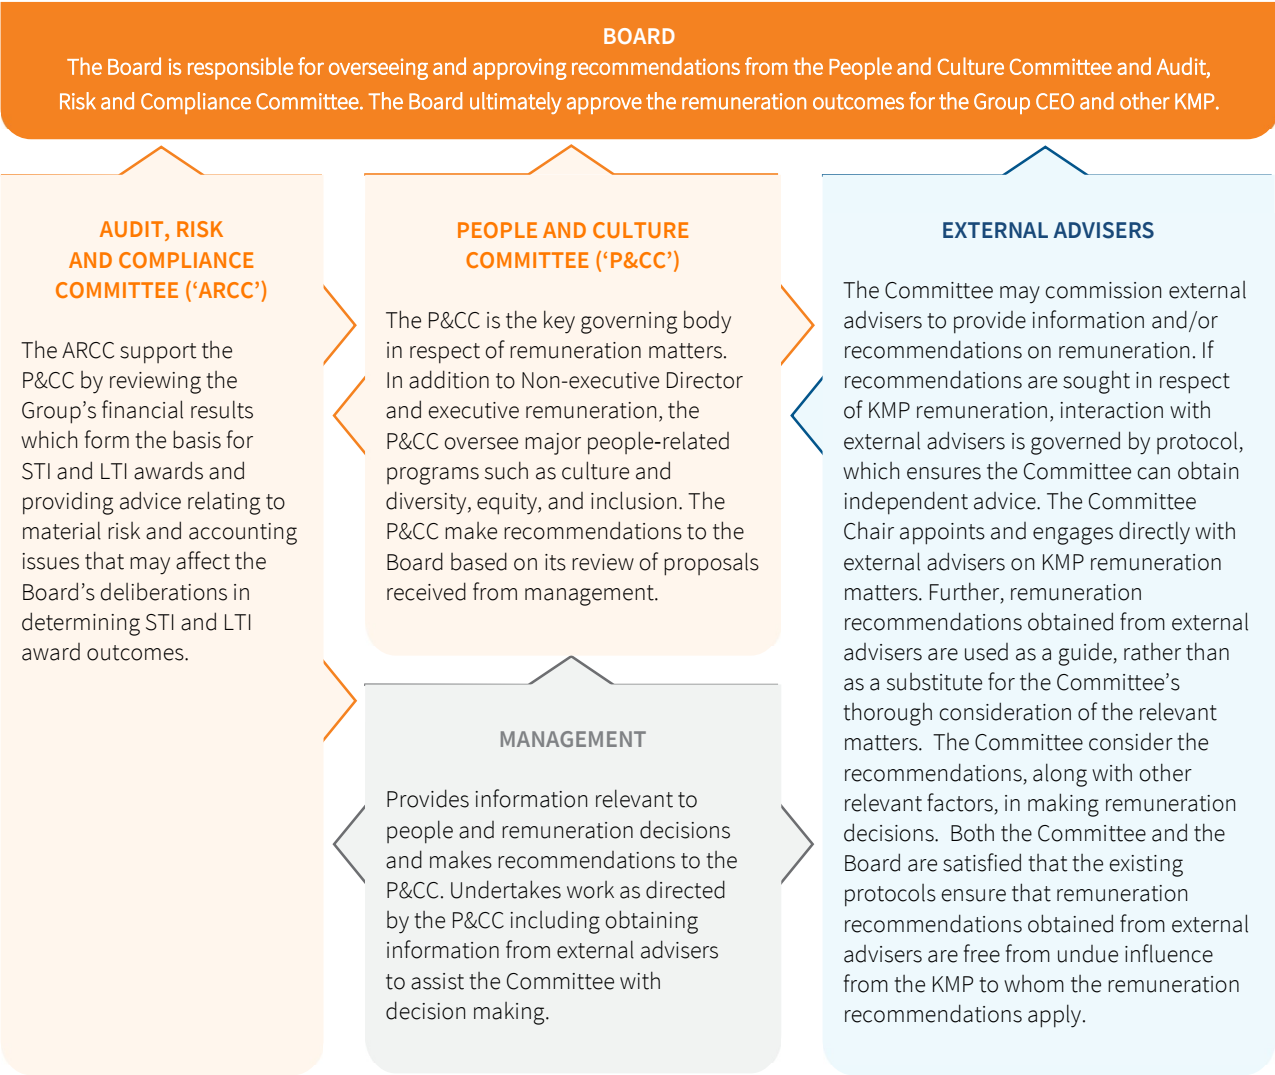 BOARD
The Board is responsible for overseeing and approving recommendations from the People and Culture Committee and Audit,
Risk and Compliance Committee. The Board ultimately approve the remuneration outcomes for the Group CEO and other KMP.
AUDIT, RISK
AND COMPLIANCE
COMMITTEE (‘ARCC’)
The ARCC support the
P&CC by reviewing the
Group’s financial results
which form the basis for
STI and LTI awards and
providing advice relating to
material risk and accounting
issues that may affect the
Board’s deliberations in
determining STI and LTI
award outcomes.
PEOPLE AND CULTURE
COMMITTEE (‘P&CC’)
The P&CC is the key governing body
in respect of remuneration matters.
In addition to Non-executive Director
and executive remuneration, the
P&CC oversee major people-related
programs such as culture and
diversity, equity, and inclusion. The
P&CC make recommendations to the
Board based on its review of proposals
received from management.
MANAGEMENT
Provides information relevant to
people and remuneration decisions
and makes recommendations to the
P&CC. Undertakes work as directed
by the P&CC including obtaining
information from external advisers
to assist the Committee with
decision making.
EXTERNAL ADVISERS
The Committee may commission external
advisers to provide information and/or
recommendations on remuneration. If
recommendations are sought in respect
of KMP remuneration, interaction with
external advisers is governed by protocol,
which ensures the Committee can obtain
independent advice. The Committee
Chair appoints and engages directly with
external advisers on KMP remuneration
matters. Further, remuneration
recommendations obtained from external
advisers are used as a guide, rather than
as a substitute for the Committee’s
thorough consideration of the relevant
matters.  The Committee consider the
recommendations, along with other
relevant factors, in making remuneration
decisions.  Both the Committee and the
Board are satisfied that the existing
protocols ensure that remuneration
recommendations obtained from external
advisers are free from undue influence
from the KMP to whom the remuneration
recommendations apply.